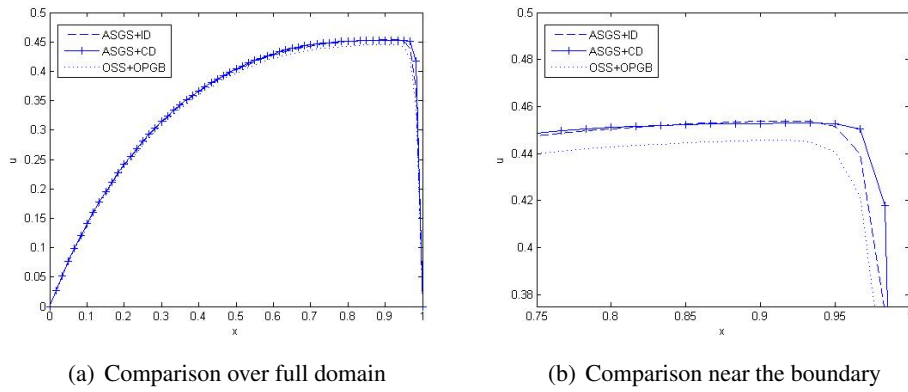 0.5
0.45
0.4
0.35
0.3
0.25
0.2
0.15
0.1
0.05
0
u
ASGS+ID
ASGS+CD
OSS+OPGB
0 0.1 0.2 0.3 0.4 0.5 0.6 0.7 0.8 0.9 1
x
(a) Comparison over full domain
0.5
0.48
0.46
0.44
0.42
0.4
0.38
u
ASGS+ID
ASGS+CD
OSS+OPGB
0.75 0.8 0.85 0.9 0.95
x
(b) Comparison near the boundary